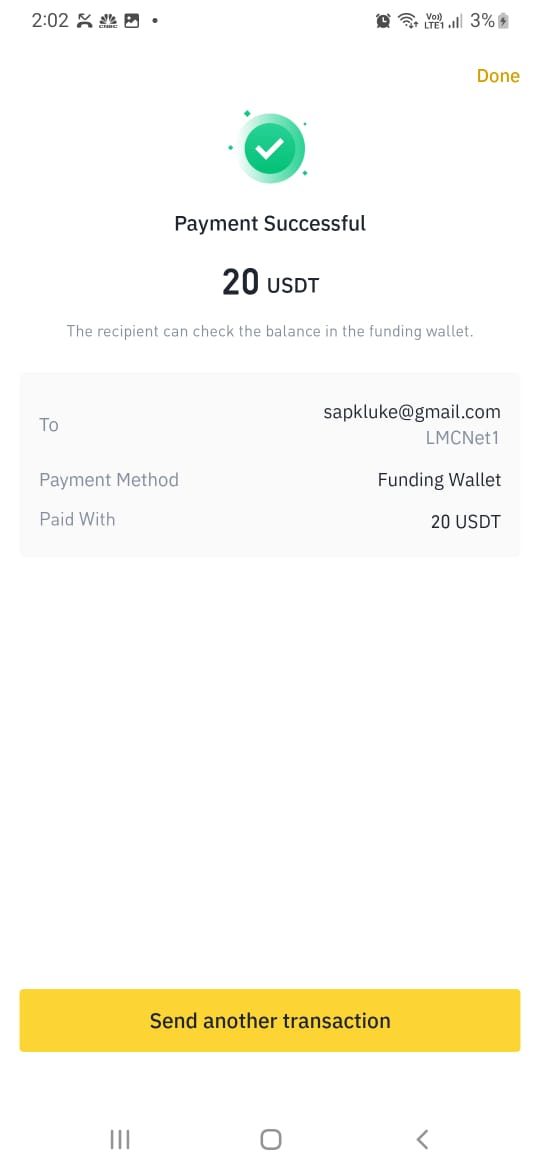 2:02 CNBC Vo)) LTE1 3%
Done
Payment Successful
20 USDT
The recipient can check the balance in the funding wallet.
To
sapkluke@gmail.com
LMCNet1
Payment Method Funding Wallet
Paid With 20 USDT
Send another transaction